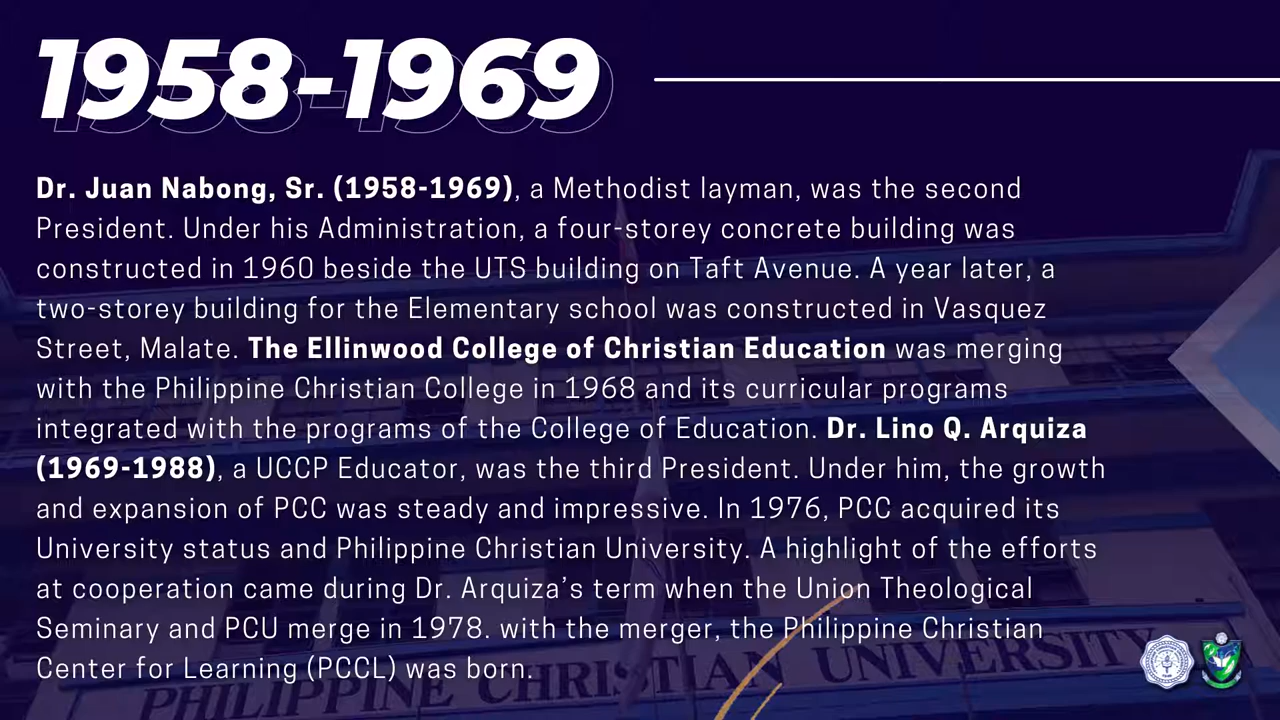 1958-1969
Dr. Juan Nabong, Sr. (1958-1969), a Methodist layman, was the second
President. Under his Administration, a four-storey concrete building was
constructed in 1960 beside the UTS building on Taft Avenue. A year later, a
two-storey building for the Elementary school was constructed in Vasquez
Street, Malate. The Ellinwood College of Christian Education was merging
with the Philippine Christian College in 1968 and its curricular programs
integrated with the programs of the College of Education. Dr. Lino Q. Arquiza
(1969-1988), a UCCP Educator, was the third President. Under him, the growth
and expansion of PCC was steady and impressive. In 1976, PCC acquired its
University status and Philippine Christian University. A highlight of the efforts
at cooperation came during Dr. Arquiza’s term when the Union Theological
Seminary and PCU merge in 1978. with the merger, the Philippine Christian
Center for Learning (PCCL) was born.
PHILIPPINE CHRISTIAN UNIVERSITY